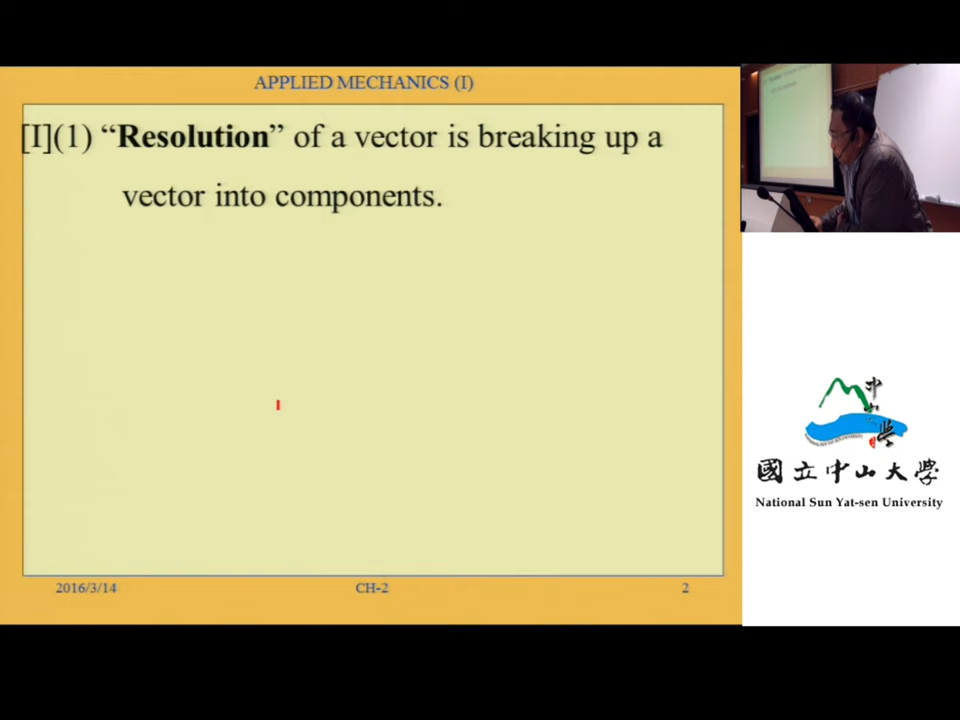 APPLIED MECHANICS (I)
[I](1) “Resolution” of a vector is breaking up a
vector into components.
2016/3/14
CH-2
2
國立中山大學
National Sun Yat-sen University